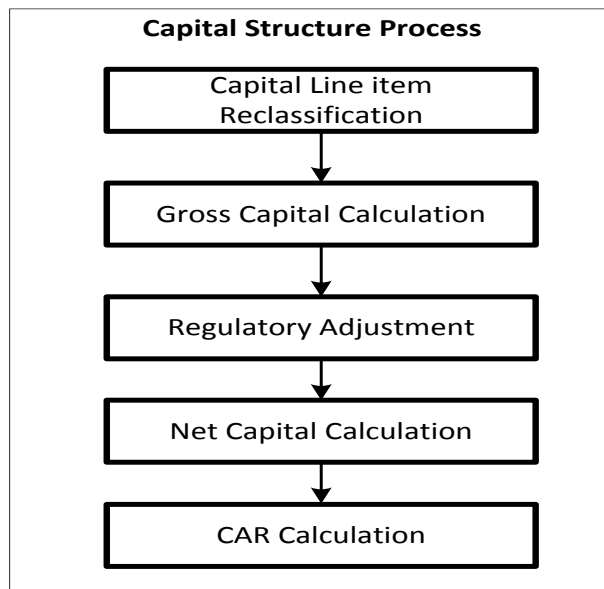 Capital Structure Process
Capital Line item
Reclassification
Gross Capital Calculation
Regulatory Adjustment
Net Capital Calculation
CAR Calculation